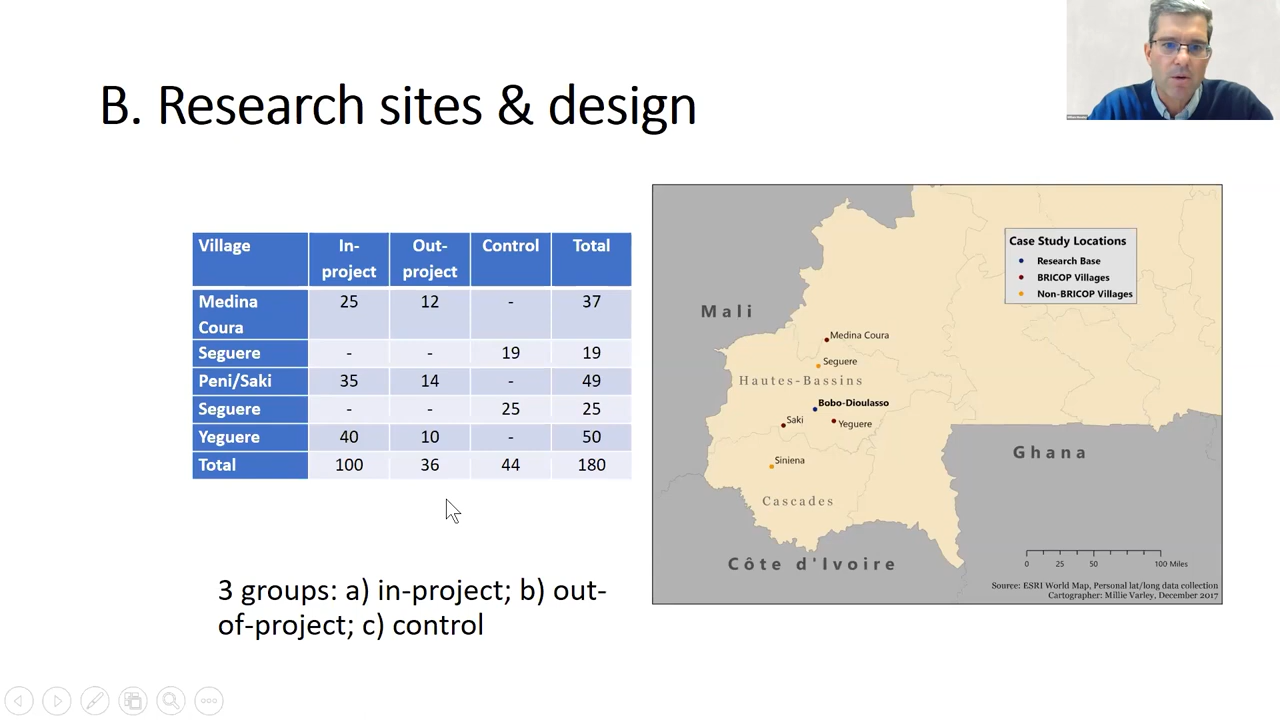 B. Research sites & design
Village In- Out- Control Total
project project
Medina 25 12 - 37
Coura
Seguere - - 19 19
Peni/Saki 35 14 - 49
Seguere - - 25 25
Yeguere 40 10 - 50
Total 100 36 44 180
3 groups: a) in-project; b) out-
of-project; c) control
Case Study Locations
Research Base
BRICOP Villages
Non-BRICOP Villages
Mali
Medina Coura
Seguere
Hautes-Bassins
Bobo-Dioulasso
Saki
Yeguere
Ghana
Siniena
Cascades
Côte d'Ivoire
0 25 50 100 Miles
Source: ESRI World Map, Personal lat/long data collection
Cartographer: Millie Varley, December 2017